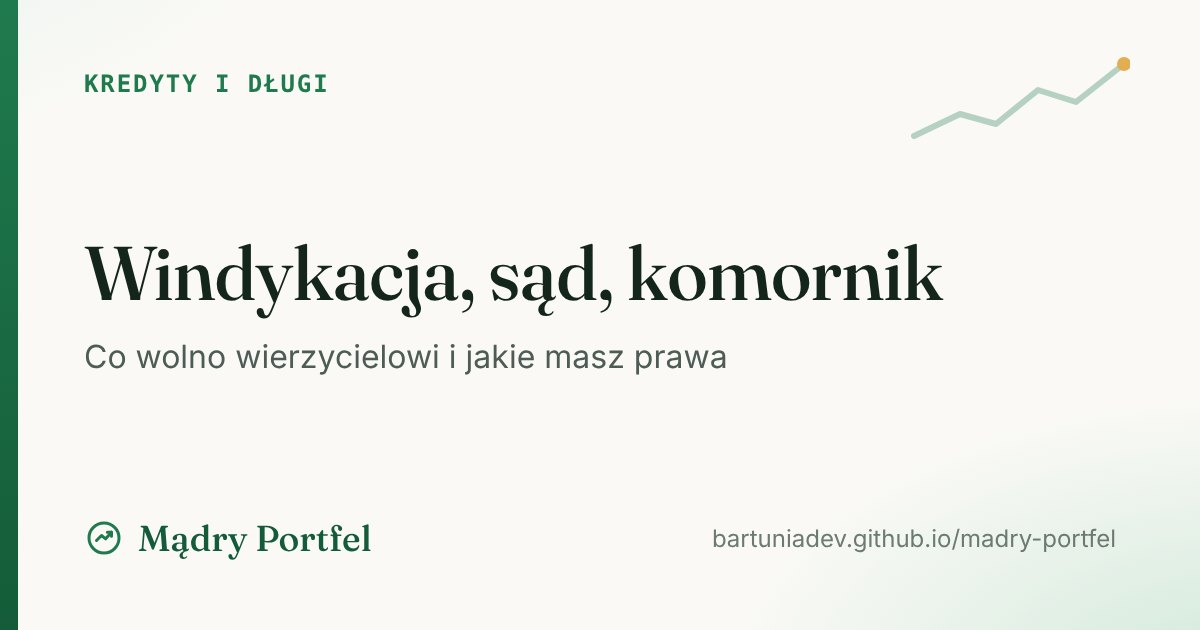 KREDYTY I DŁUGI
Windykacja, sąd, komornik
Co wolno wierzycielowi i jakie masz prawa
Mądry Portfel
bartuniadev.github.io/madry-portfel